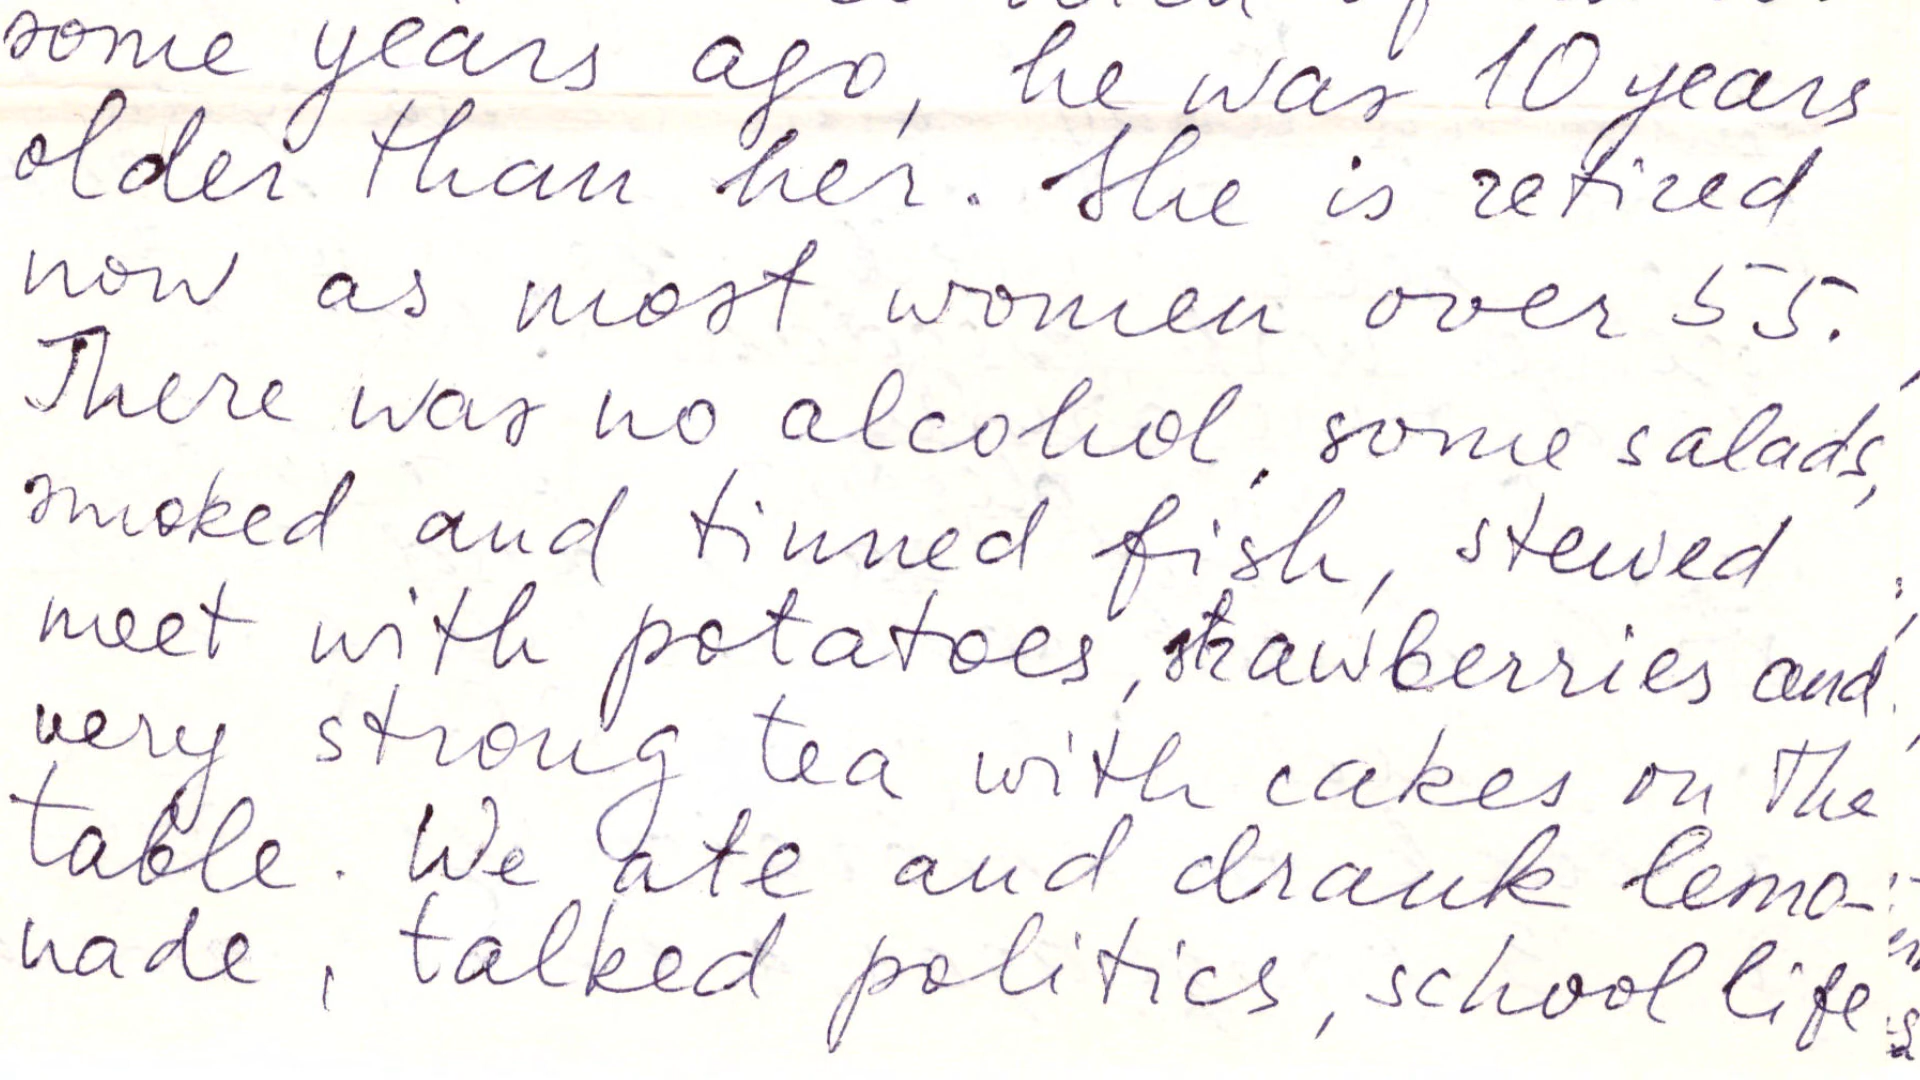 some years ago, he was 10 years
older than her. She is retired
now as most women over 55.
There was no alcohol, some salads,
smoked and tinned fish, stewed
meet with potatoes, strawberries and
very strong tea with cakes on the
table. We ate and drank lemo-
nade, talked politics, school life